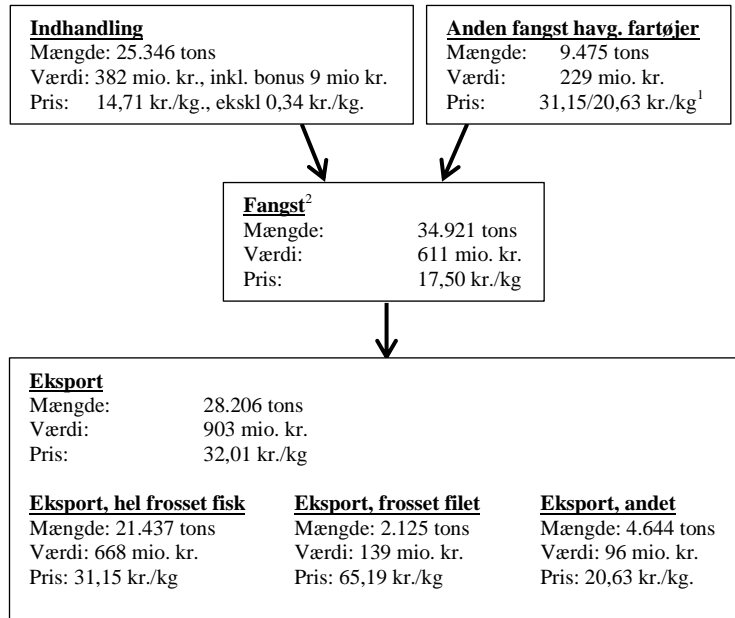 Indhandling
Mængde: 25.346 tons
Værdi: 382 mio. kr., inkl. bonus 9 mio kr.
Pris: 14,71 kr./kg., ekskl 0,34 kr./kg.
Anden fangst havg. fartøjer
Mængde: 9.475 tons
Værdi: 229 mio. kr.
Pris: 31,15/20,63 kr./kg1
Fangst2
Mængde: 34.921 tons
Værdi: 611 mio. kr.
Pris: 17,50 kr./kg
Eksport
Mængde: 28.206 tons
Værdi: 903 mio. kr.
Pris: 32,01 kr./kg
Eksport, hel frosset fisk
Mængde: 21.437 tons
Værdi: 668 mio. kr.
Pris: 31,15 kr./kg
Eksport, frosset filet
Mængde: 2.125 tons
Værdi: 139 mio. kr.
Pris: 65,19 kr./kg
Eksport, andet
Mængde: 4.644 tons
Værdi: 96 mio. kr.
Pris: 20,63 kr./kg.